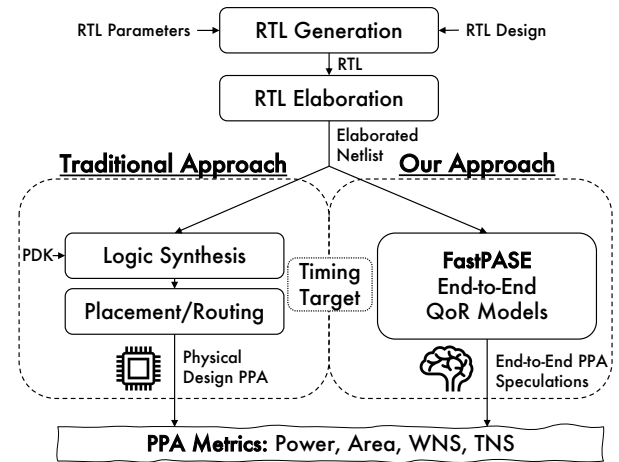 RTL Parameters
RTL Generation
RTL Design
RTL
RTL Elaboration
Elaborated
Netlist
Traditional Approach
Our Approach
PDK
Logic Synthesis
Placement/Routing
Timing
Target
FastPASE
End-to-End
QoR Models
Physical
Design PPA
End-to-End PPA
Speculations
PPA Metrics: Power, Area, WNS, TNS